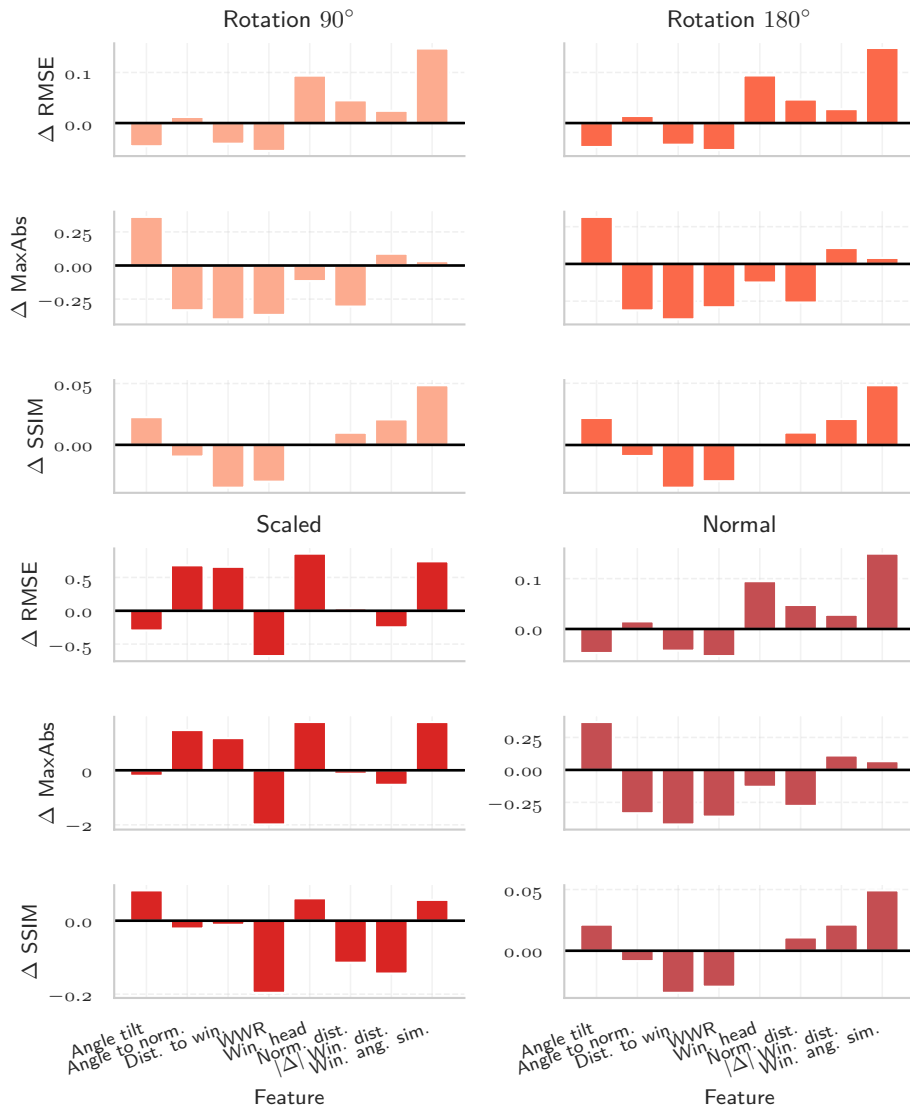 Rotation 90°
Rotation 180°
Δ RMSE
0.1
0.0
Δ MaxAbs
0.25
0.00
−0.25
Δ SSIM
0.05
0.00
Scaled
Normal
Δ RMSE
0.5
0.0
−0.5
0.1
0.0
Δ MaxAbs
0
−2
0.25
0.00
−0.25
Δ SSIM
0.0
−0.2
0.05
0.00
Angle tilt
Angle to norm.
Dist. to win.
WWR
Win. head
Norm. dist.
|Δ| Win. dist.
Win. ang. sim.
Angle tilt
Angle to norm.
Dist. to win.
WWR
Win. head
Norm. dist.
|Δ| Win. dist.
Win. ang. sim.
Feature
Feature